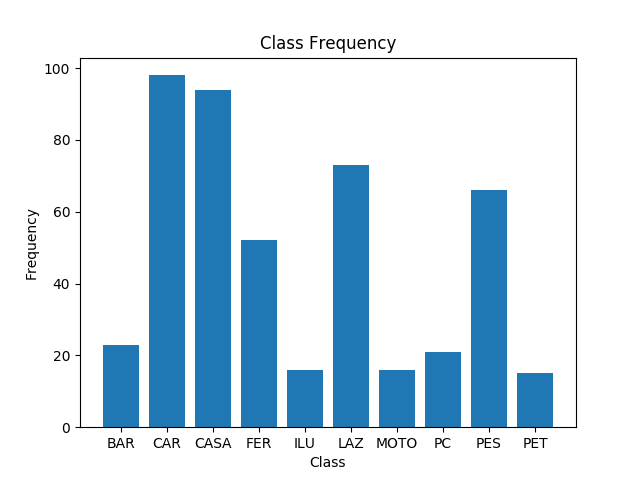 Class Frequency
100
80
60
40
20
0
Frequency
BAR CAR CASA FER ILU LAZ MOTO PC PES PET
Class